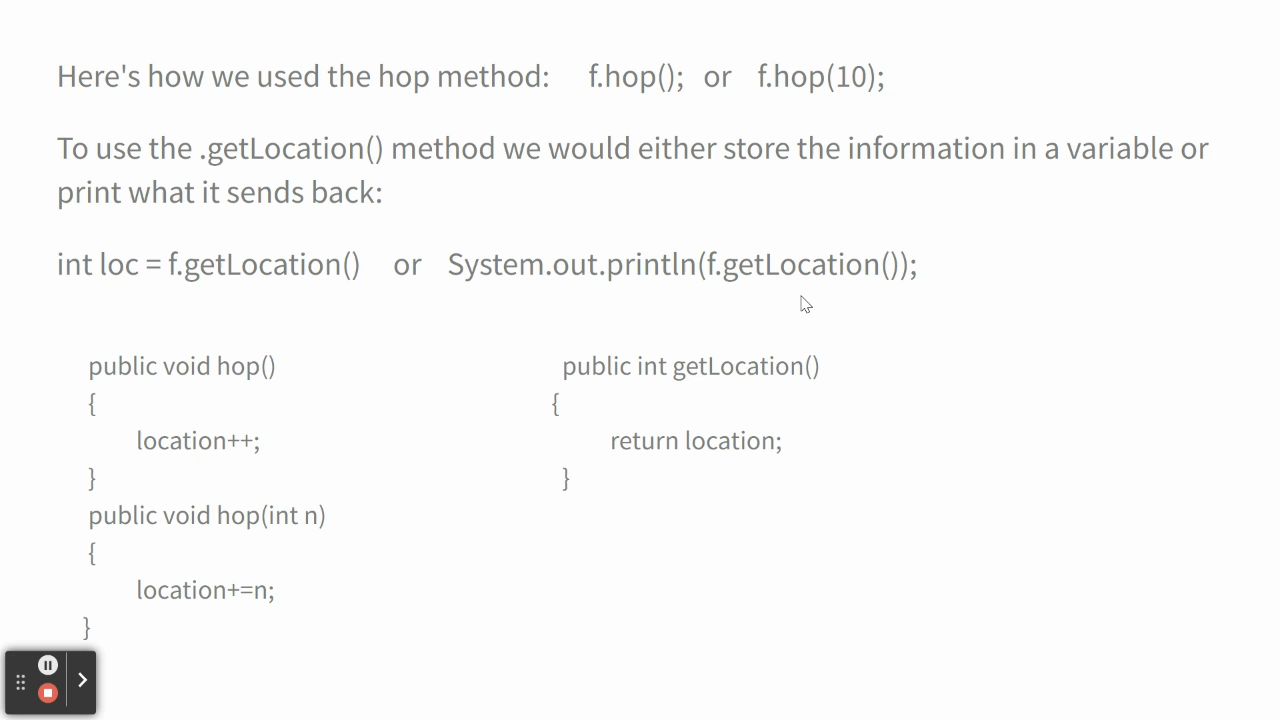 Here's how we used the hop method: f.hop(); or f.hop(10);
To use the .getLocation() method we would either store the information in a variable or
print what it sends back:
int loc = f.getLocation() or System.out.println(f.getLocation());
public void hop()
{
location++;
}
public void hop(int n)
{
location+=n;
}
public int getLocation()
{
return location;
}